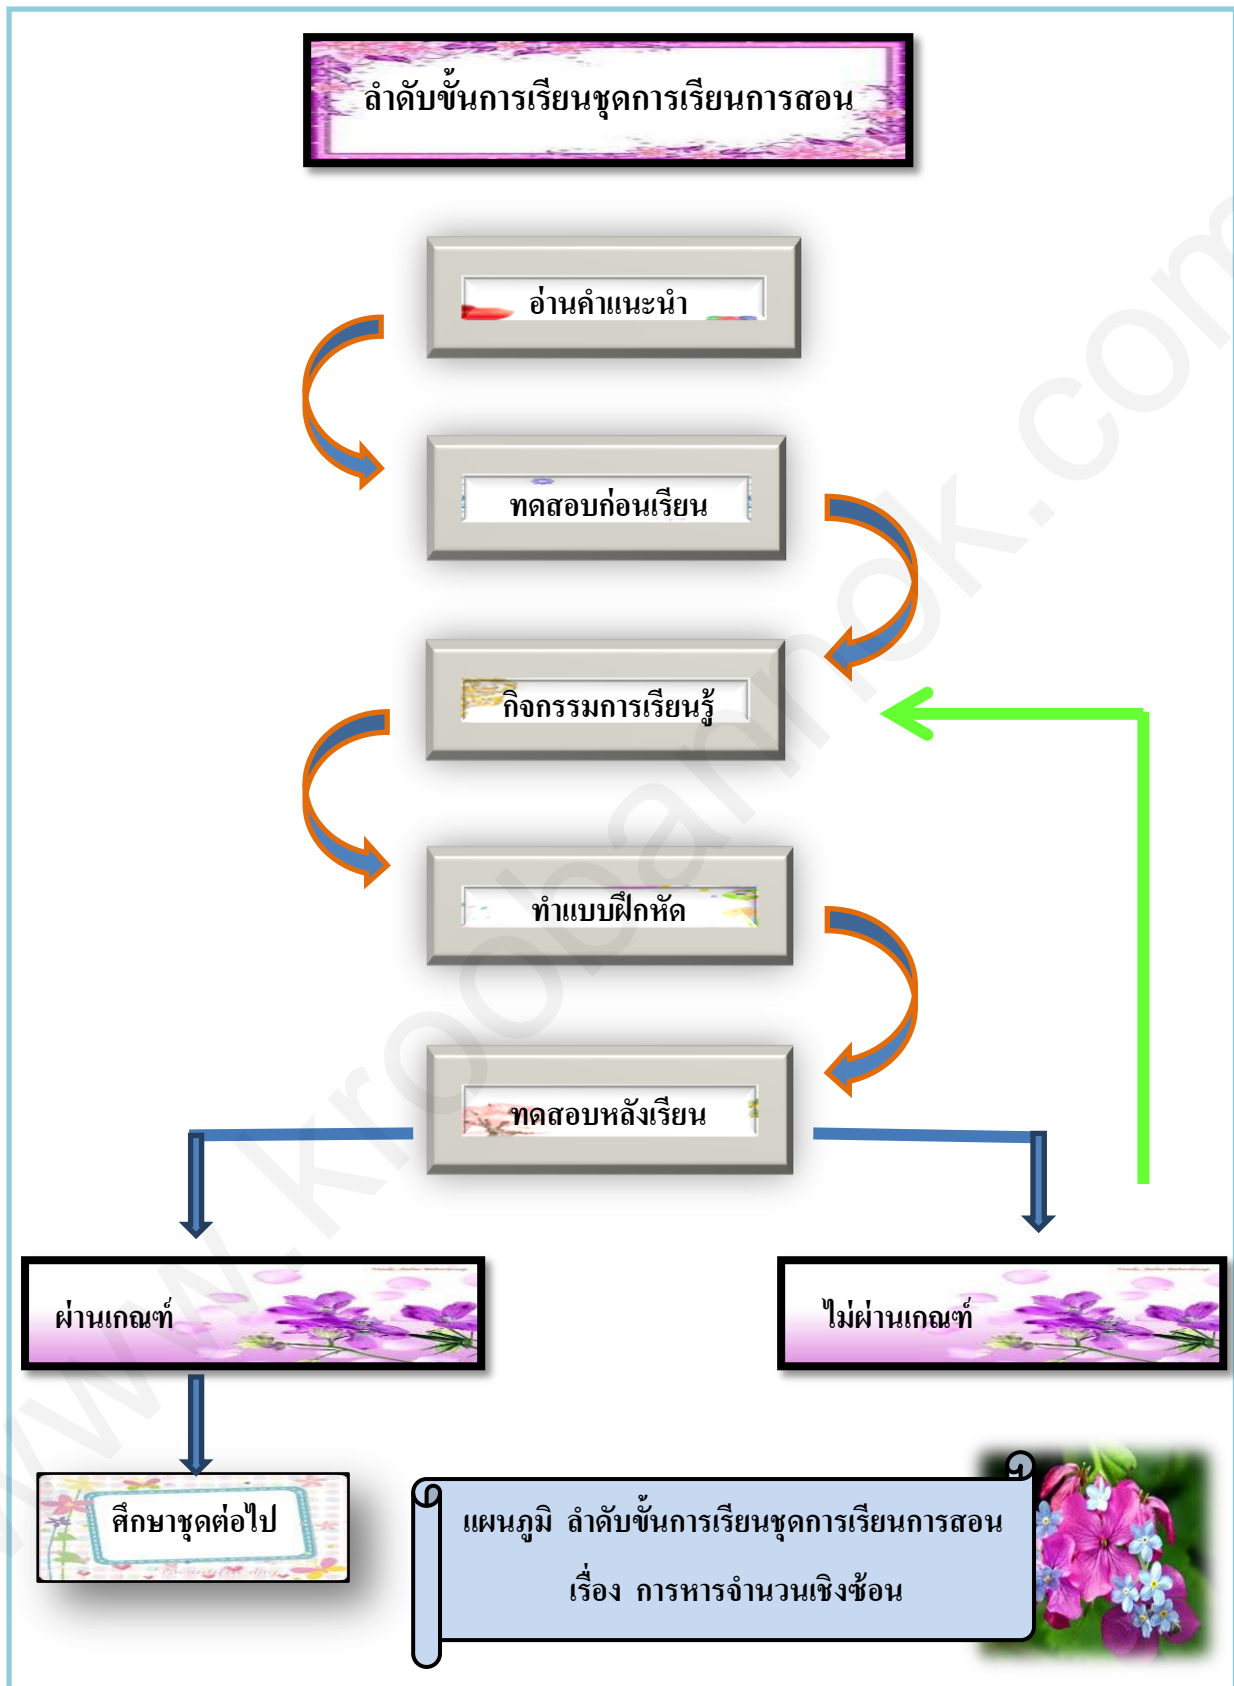 ลำดับขั้นการเรียนชุดการเรียนการสอน
อ่านคำแนะนำ
ทดสอบก่อนเรียน
กิจกรรมการเรียนรู้
ทำแบบฝึกหัด
ทดสอบหลังเรียน
ผ่านเกณฑ์
ไม่ผ่านเกณฑ์
ศึกษาชุดต่อไป
แผนภูมิ ลำดับขั้นการเรียนชุดการเรียนการสอน
เรื่อง การหารจำนวนเชิงซ้อน
www.kroobannok.com